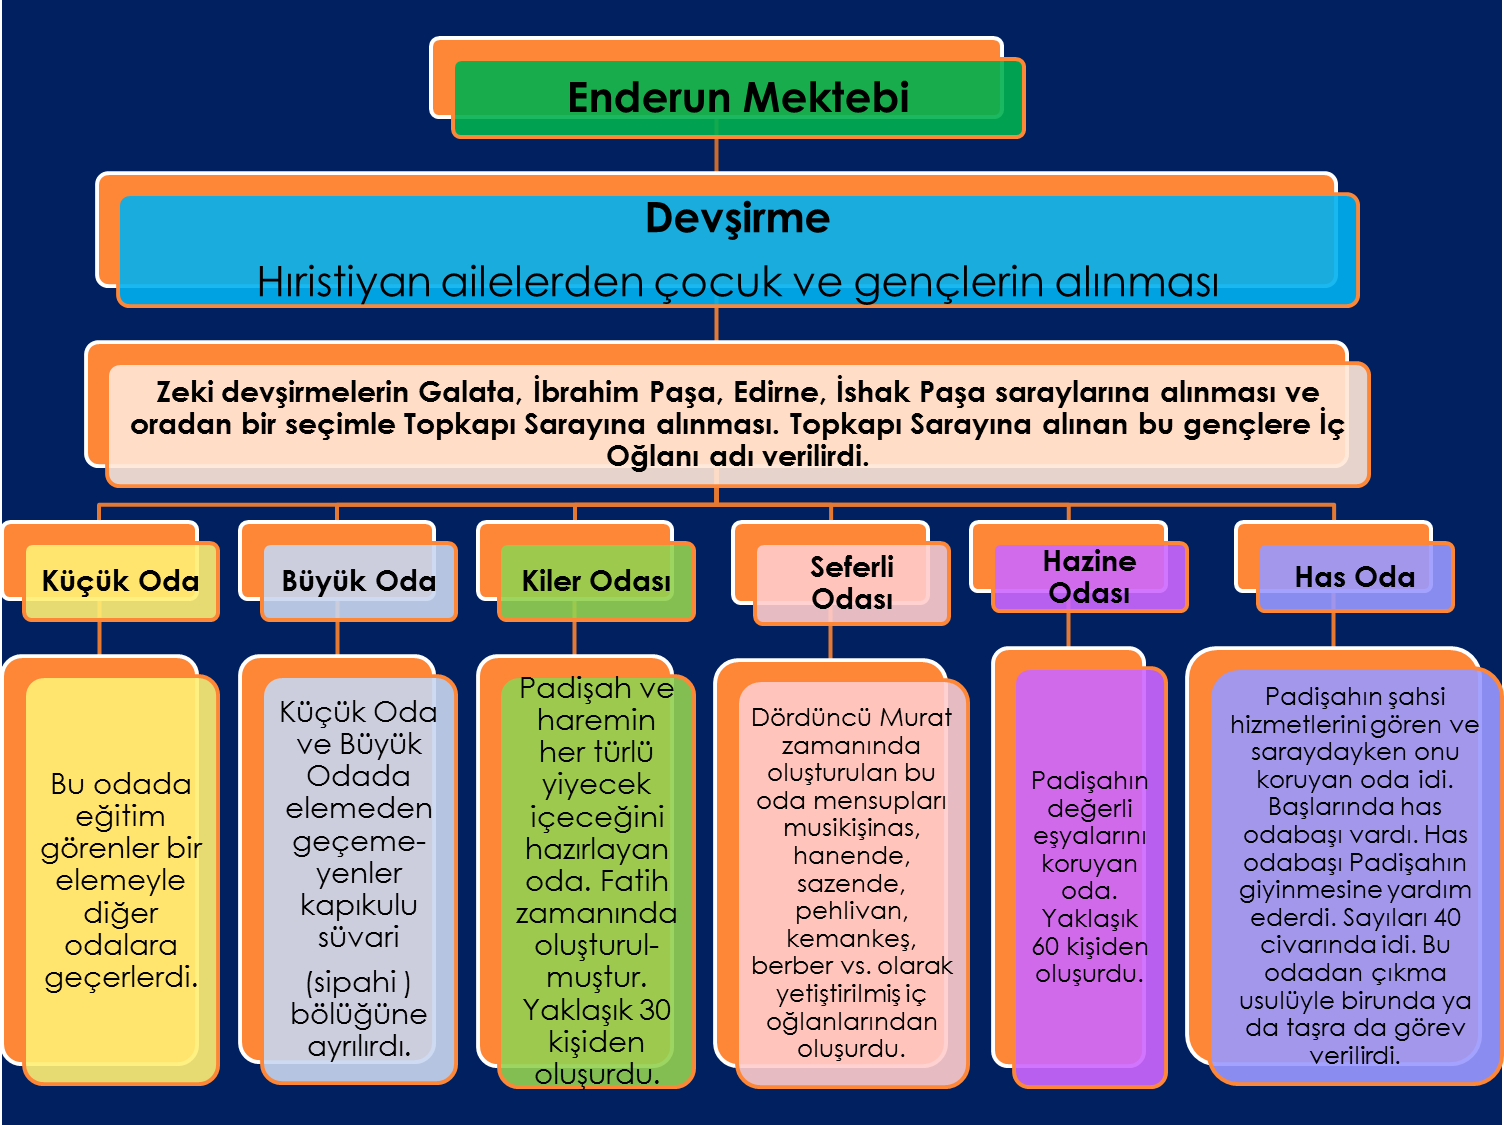 Enderun Mektebi
Devşirme
Hıristiyan ailelerden çocuk ve gençlerin alınması
Zeki devşirmelerin Galata, İbrahim Paşa, Edirne, İshak Paşa saraylarına alınması ve
oradan bir seçimle Topkapı Sarayına alınması. Topkapı Sarayına alınan bu gençlere İç
Oğlanı adı verilirdi.
Küçük Oda
Bu odada
eğitim
görenler bir
elemeyle
diğer
odalara
geçerlerdi.
Büyük Oda
Küçük Oda
ve Büyük
Odada
elemeden
geçeme-
yenler
kapıkulu
süvari
(sipahi )
bölüğüne
ayrılırdı.
Kiler Odası
Padişah ve
haremin
her türlü
yiyecek
içeceğini
hazırlayan
oda. Fatih
zamanında
oluşturul-
muştur.
Yaklaşık 30
kişiden
oluşurdu.
Seferli
Odası
Dördüncü Murat
zamanında
oluşturulan bu
oda mensupları
musikişinas,
hanende,
sazende,
pehlivan,
kemankeş,
berber vs. olarak
yetiştirilmiş iç
oğlanlarından
oluşurdu.
Hazine
Odası
Padişahın
değerli
eşyalarını
koruyan
oda.
Yaklaşık
60 kişiden
oluşurdu.
Has Oda
Padişahın şahsi
hizmetlerini gören ve
saraydayken onu
koruyan oda idi.
Başlarında has
odabaşı vardı. Has
odabaşı Padişahın
giyinmesine yardım
ederdi. Sayıları 40
civarında idi. Bu
odadan çıkma
usulüyle birunda ya
da taşra da görev
verilirdi.